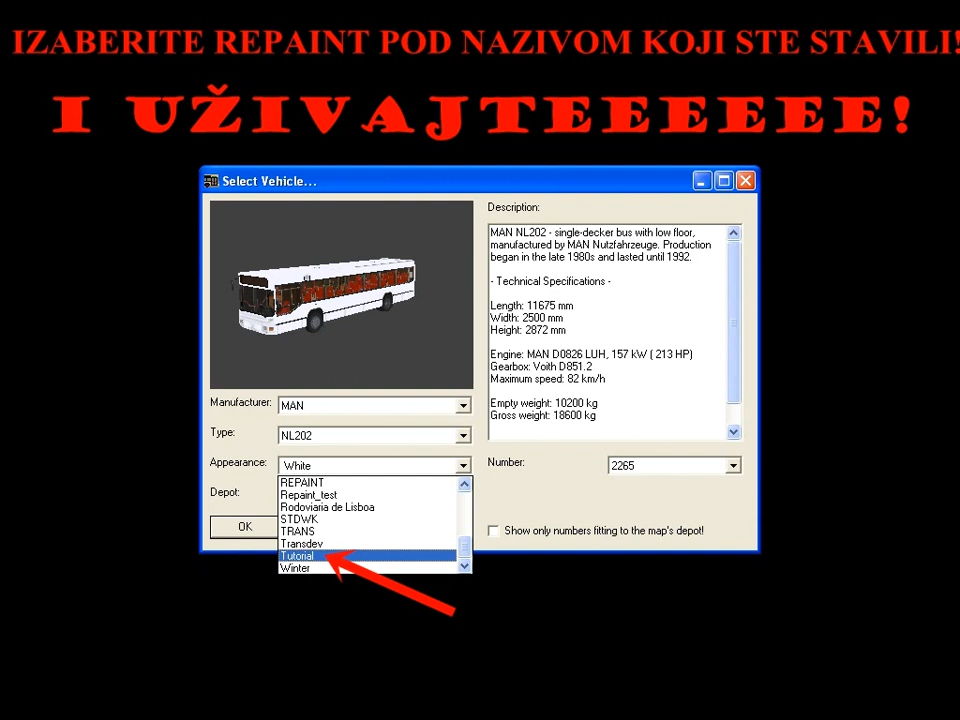 IZABERITE REPAINT POD NAZIVOM KOJI STE STAVILI!
I UŽIVAJTEEEEEEE!
Select Vehicle...
Description:
MAN NL202 - single-decker bus with low floor,
manufactured by MAN Nutzfahrzeuge. Production
began in the late 1980s and lasted until 1992.
- Technical Specifications -
Length: 11675 mm
Width: 2500 mm
Height: 2872 mm
Engine: MAN D0826 LUH, 157 kW ( 213 HP)
Gearbox: Voith D851.2
Maximum speed: 82 km/h
Empty weight: 10200 kg
Gross weight: 18600 kg
Manufacturer: MAN
Type: NL202
Appearance: White
Number: 2265
Depot:
REPAINT
Repaint_test
Rodoviaria de Lisboa
STDWK
TRANS
Transdev
Tutorial
Winter
OK
Show only numbers fitting to the map's depot!